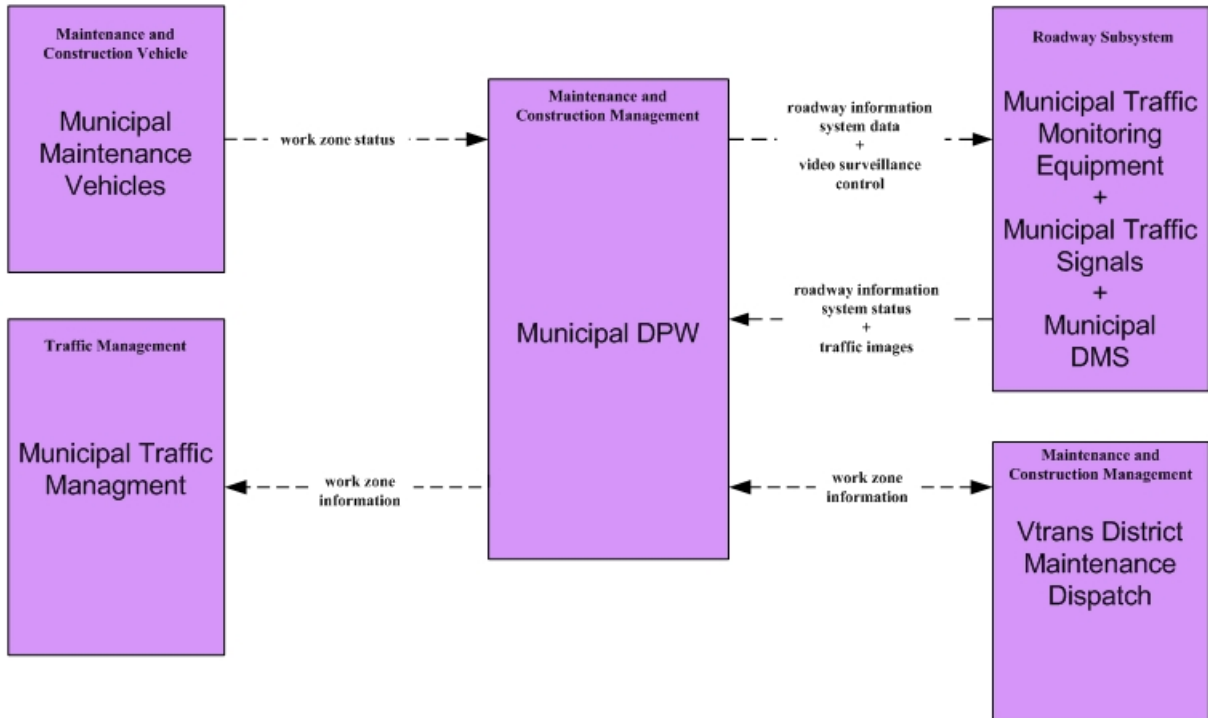 Maintenance and
Construction Vehicle
Municipal
Maintenance
Vehicles
work zone status
Traffic Management
Municipal Traffic
Managment
work zone
information
Maintenance and
Construction Management
Municipal DPW
roadway information
system data
+
video surveillance
control
roadway information
system status
+
traffic images
work zone
information
Roadway Subsystem
Municipal Traffic
Monitoring
Equipment
+
Municipal Traffic
Signals
+
Municipal
DMS
Maintenance and
Construction Management
Vtrans District
Maintenance
Dispatch